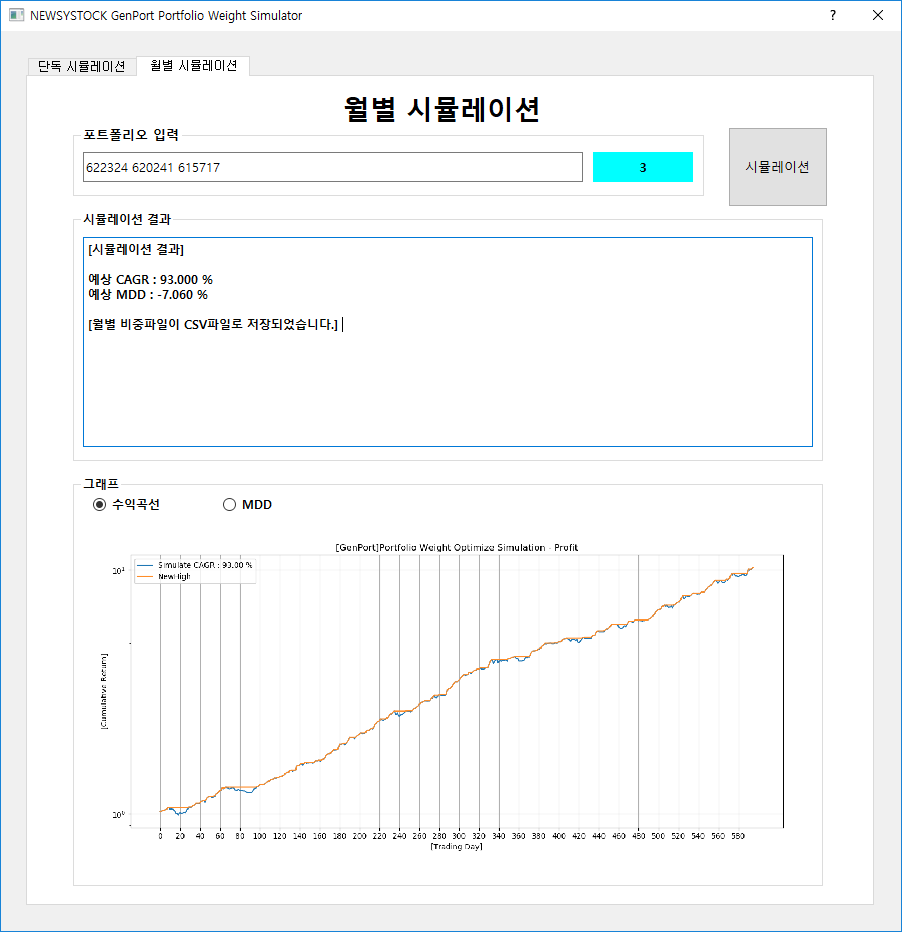 NEWSYSTOCK GenPort Portfolio Weight Simulator
?
단독 시뮬레이션
월별 시뮬레이션
월별 시뮬레이션
포트폴리오 입력
622324 620241 615717
3
시뮬레이션
시뮬레이션 결과
[시뮬레이션 결과]
예상 CAGR : 93.000 %
예상 MDD : -7.060 %
[월별 비중파일이 CSV파일로 저장되었습니다.]
그래프
수익곡선
MDD
[GenPort]Portfolio Weight Optimize Simulation - Profit
Simulate CAGR : 93.00 %
NewHigh
10¹
[Cumulative Return]
10⁰
0 20 40 60 80 100 120 140 160 180 200 220 240 260 280 300 320 340 360 380 400 420 440 460 480 500 520 540 560 580
[Trading Day]